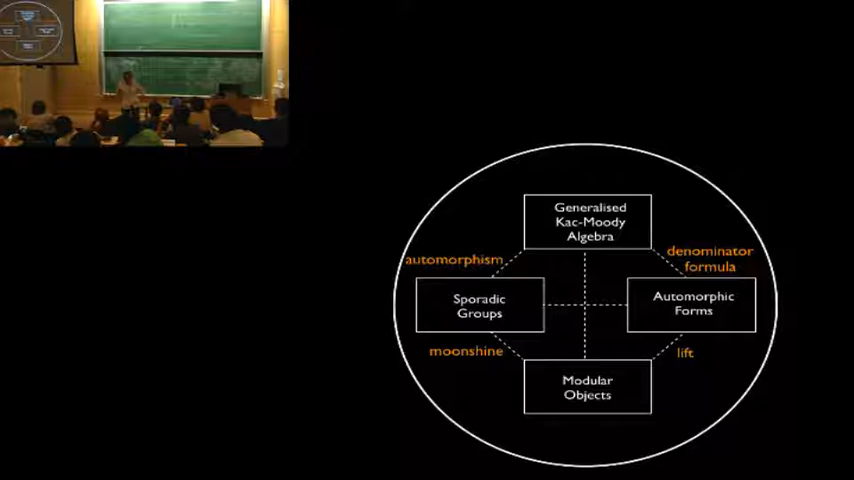 Generalised
Kac-Moody
Algebra
automorphism
denominator
formula
Sporadic
Groups
Automorphic
Forms
moonshine
lift
Modular
Objects